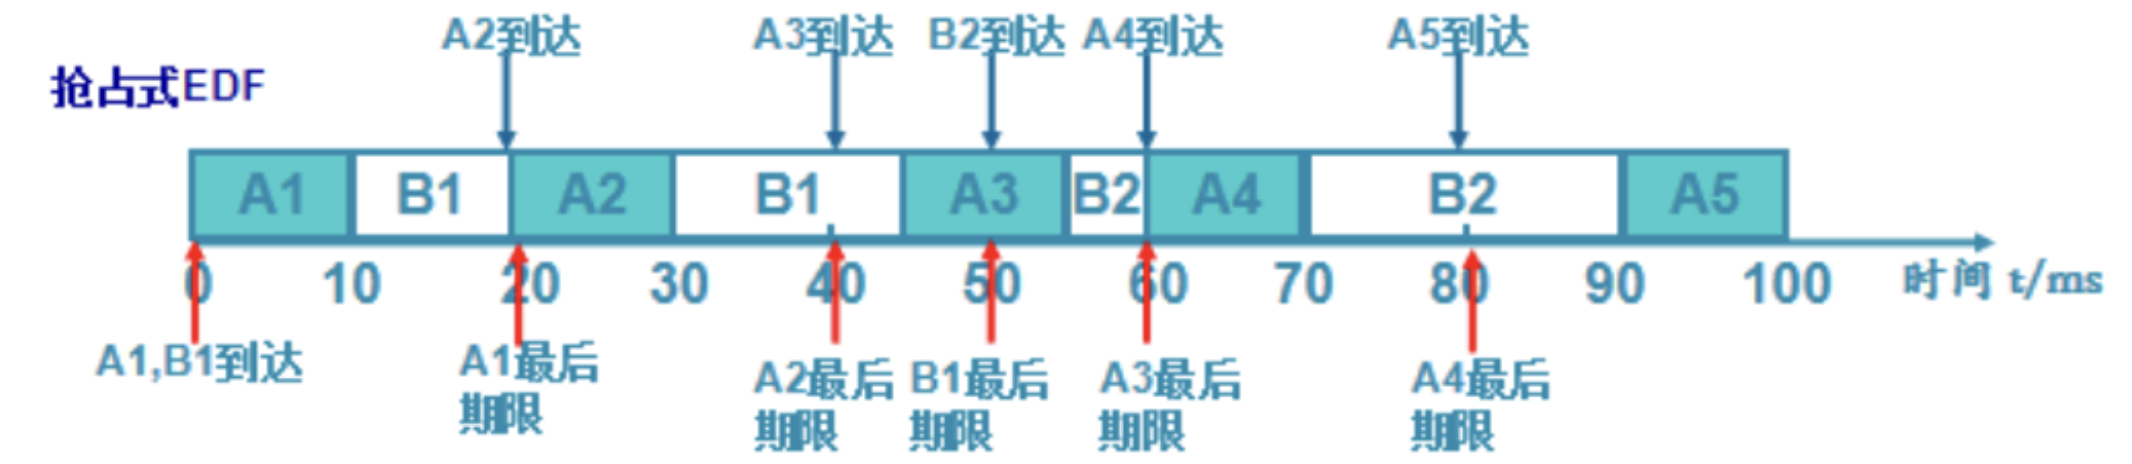 A2到达 A3到达 B2到达 A4到达 A5到达
抢占式EDF
A1 B1 A2 B1 A3 B2 A4 B2 A5
0 10 20 30 40 50 60 70 80 90 100 时间 t/ms
A1,B1到达 A1最后期限 A2最后期限 B1最后期限 A3最后期限 A4最后期限